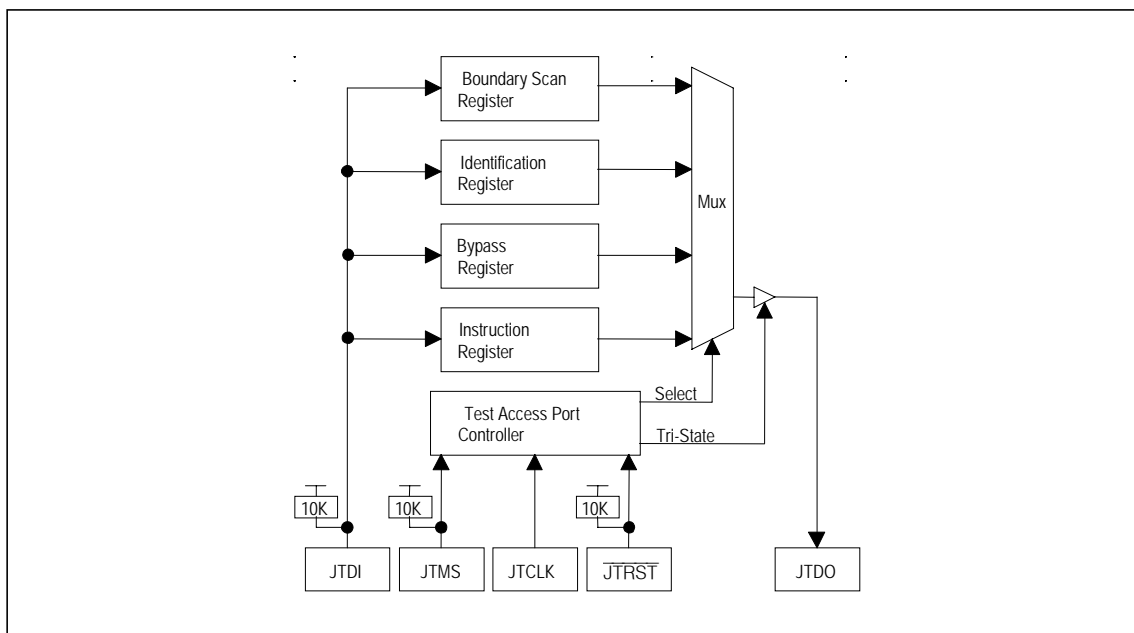 Boundary Scan
Register
Identification
Register
Mux
Bypass
Register
Instruction
Register
Select
Test Access Port
Controller
Tri-State
10K
10K
10K
JTDI
JTMS
JTCLK
JTRST
JTDO